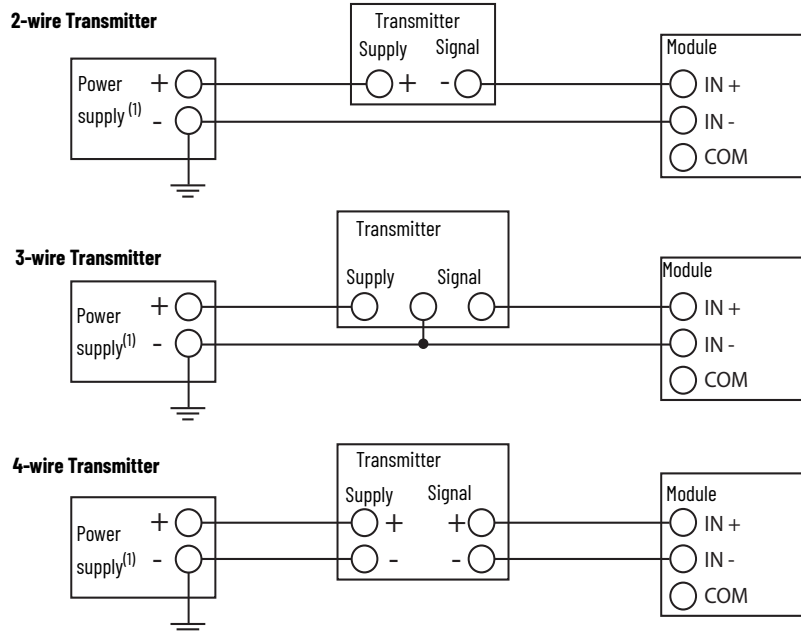 2-wire Transmitter
Transmitter
Supply Signal
+ -
Power
supply (1)
+
-
Module
IN +
IN -
COM
3-wire Transmitter
Transmitter
Supply Signal
Power
supply(1)
+
-
Module
IN +
IN -
COM
4-wire Transmitter
Transmitter
Supply Signal
+ +
- -
Power
supply(1)
+
-
Module
IN +
IN -
COM